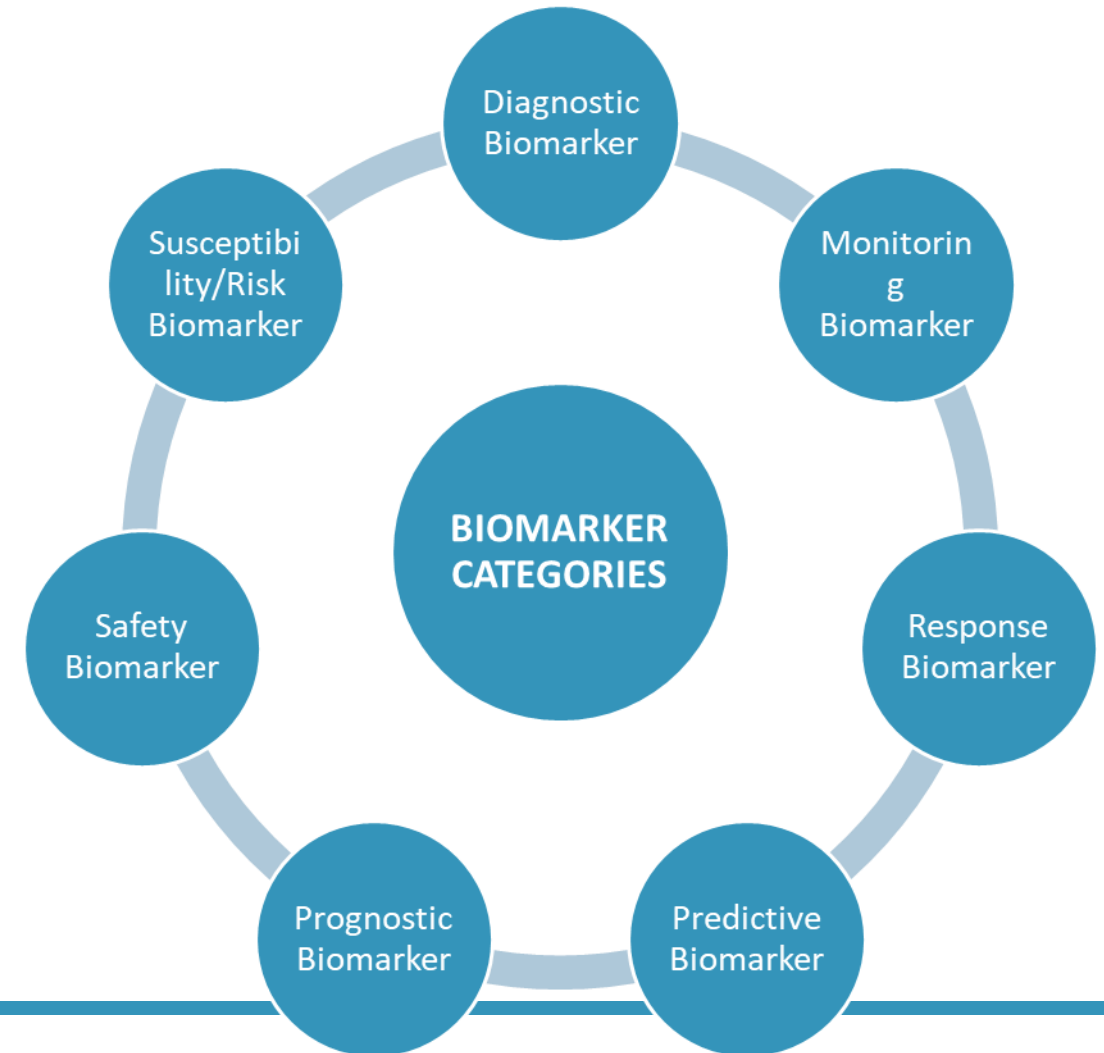 Diagnostic
Biomarker
Susceptibi
lity/Risk
Biomarker
Monitorin
g
Biomarker
BIOMARKER
CATEGORIES
Safety
Biomarker
Response
Biomarker
Prognostic
Biomarker
Predictive
Biomarker